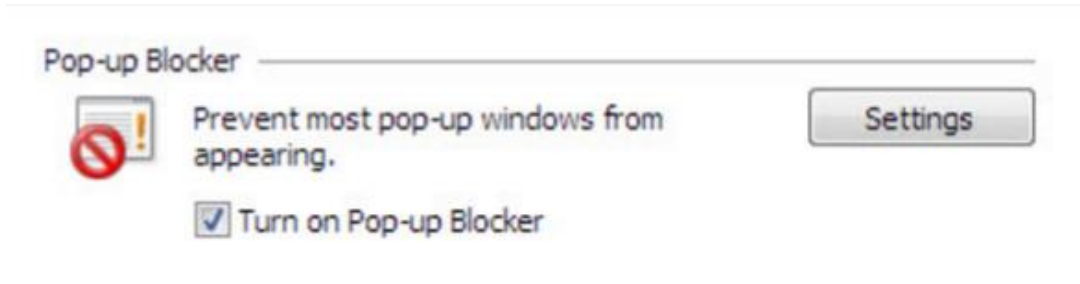 Pop-up Blocker
Prevent most pop-up windows from
appearing.
Settings
Turn on Pop-up Blocker